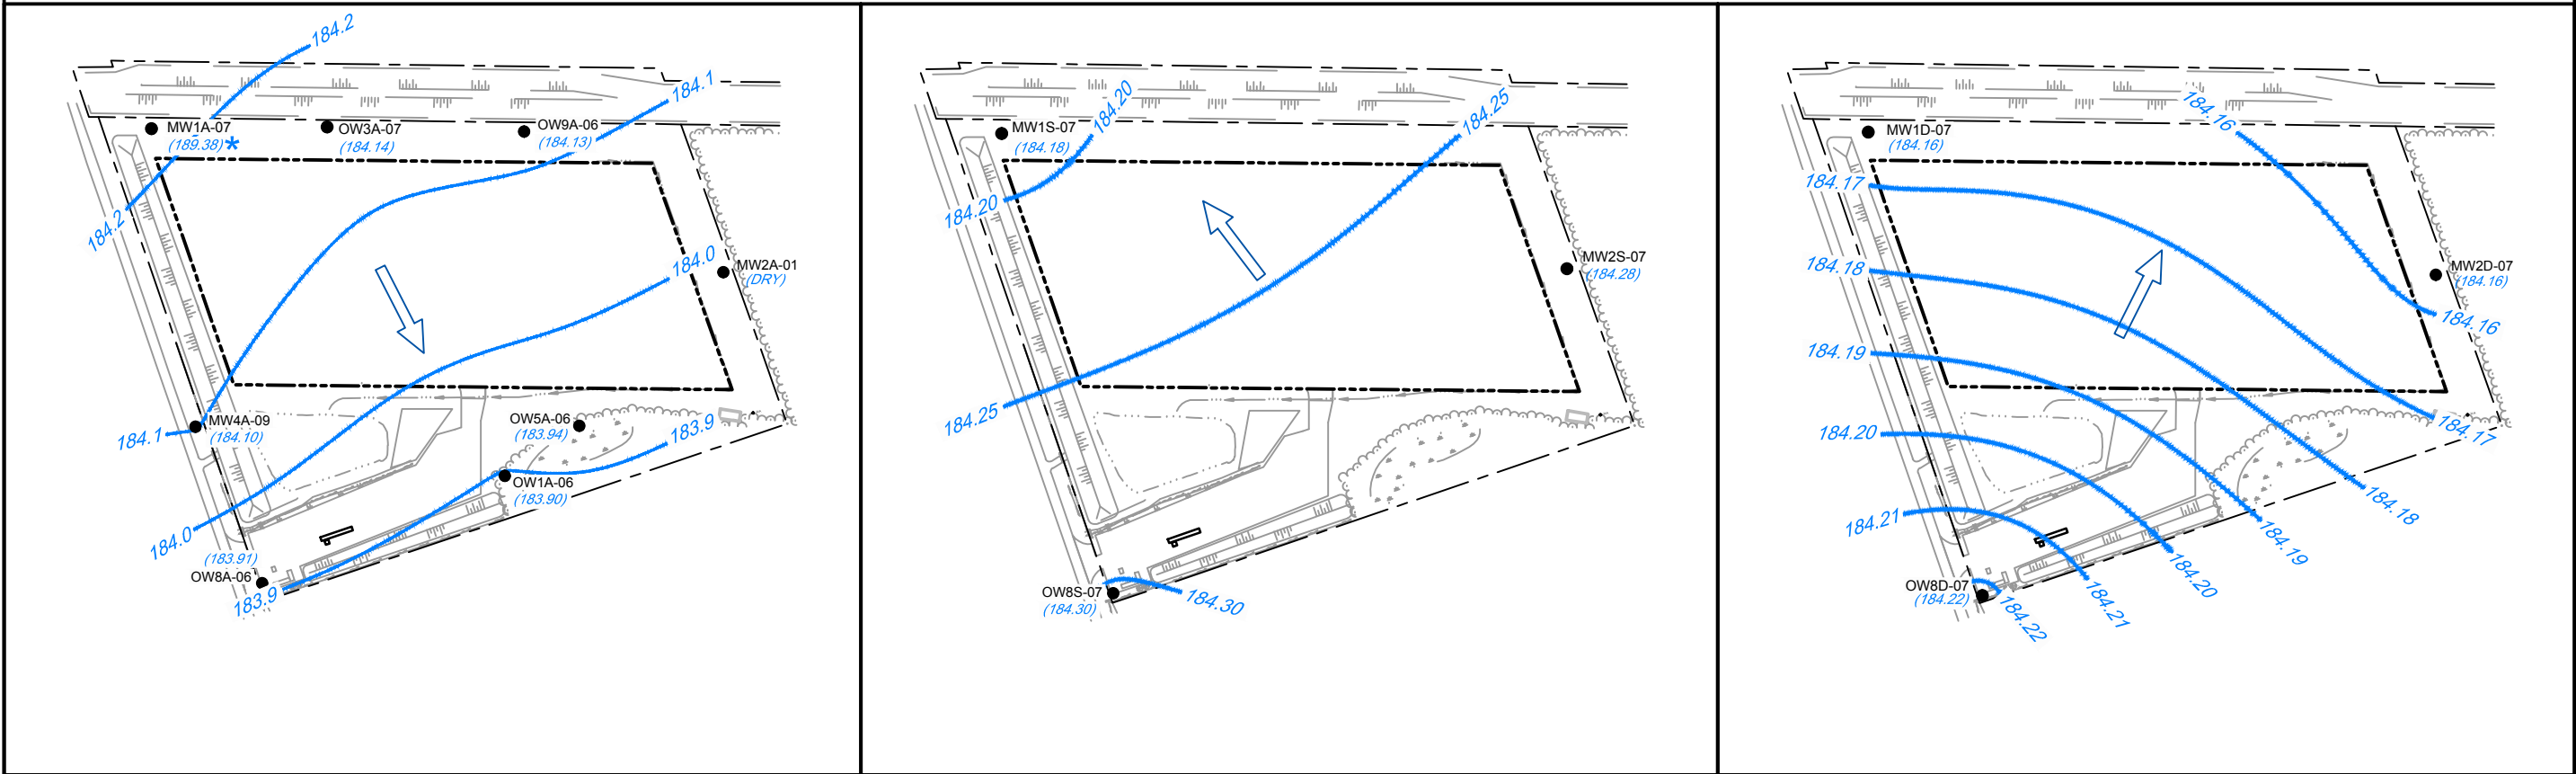 184.2
184.1
MW1A-07
(189.38)*
OW3A-07
(184.14)
OW9A-06
(184.13)
184.2
184.0
MW2A-01
(DRY)
MW4A-09
(184.10)
184.1
OW5A-06
(183.94)
183.9
OW1A-06
(183.90)
184.0
(183.91)
OW8A-06
183.9
184.20
184.25
MW1S-07
(184.18)
184.20
MW2S-07
(184.28)
184.25
OW8S-07
(184.30)
184.30
184.16
MW1D-07
(184.16)
184.17
184.18
MW2D-07
(184.16)
184.16
184.19
184.17
184.20
184.18
184.21
184.19
184.20
OW8D-07
(184.22)
184.21
184.22